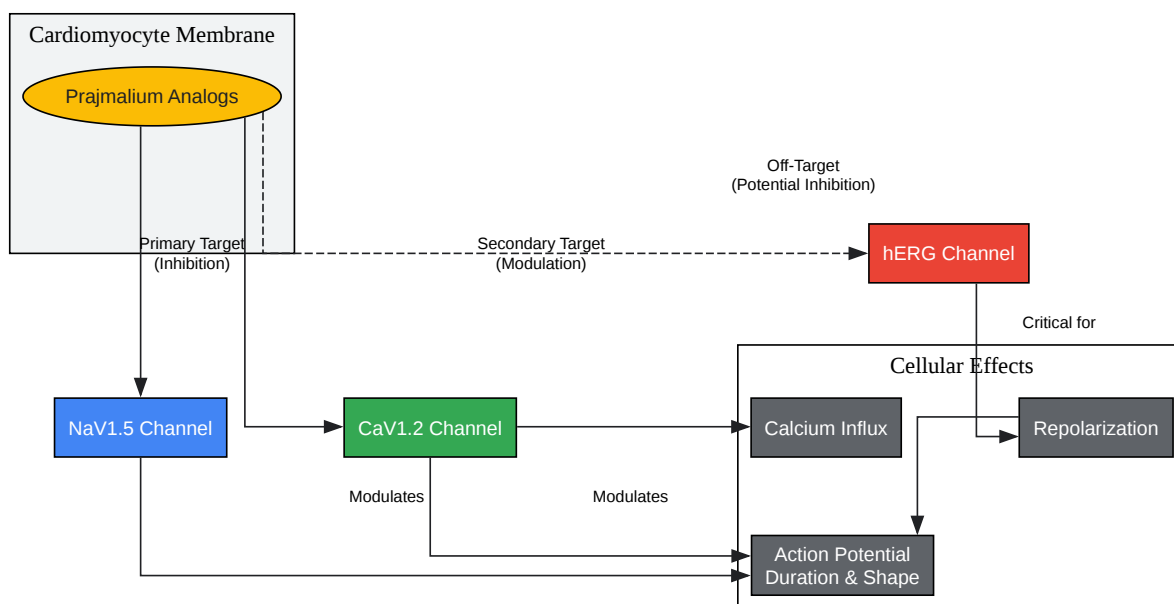 Cardiomyocyte Membrane
Prajmalium Analogs
Off-Target
(Potential Inhibition)
Primary Target
(Inhibition)
Secondary Target
(Modulation)
hERG Channel
Critical for
Cellular Effects
NaV1.5 Channel
CaV1.2 Channel
Calcium Influx
Repolarization
Modulates
Modulates
Action Potential
Duration & Shape